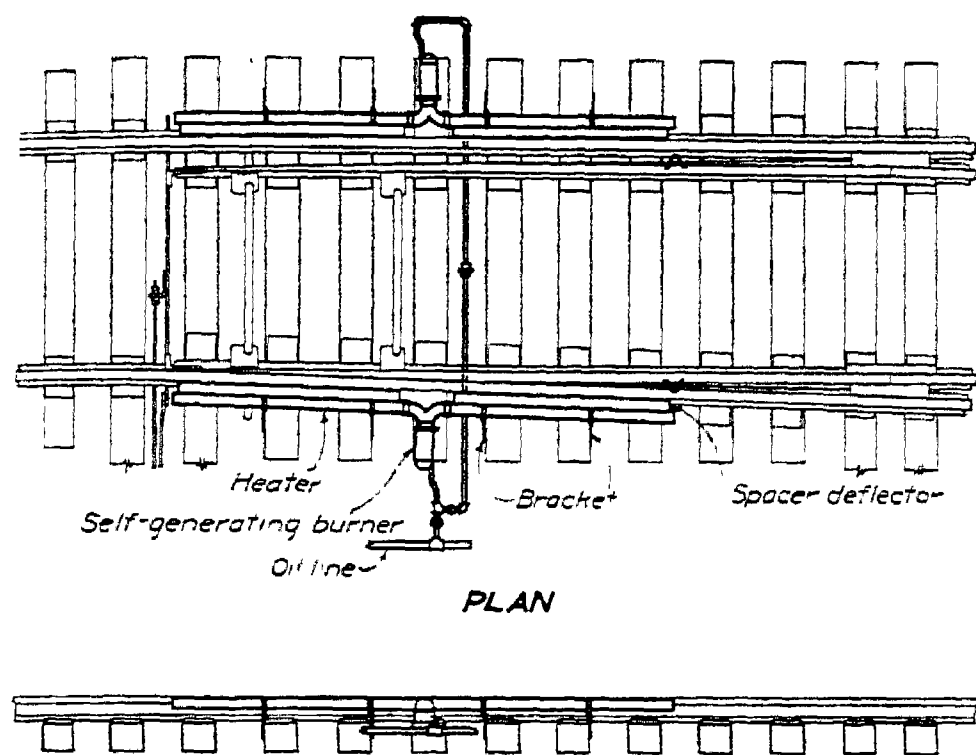 Heater
Bracket
Spacer deflector
Self-generating burner
Oil line
PLAN